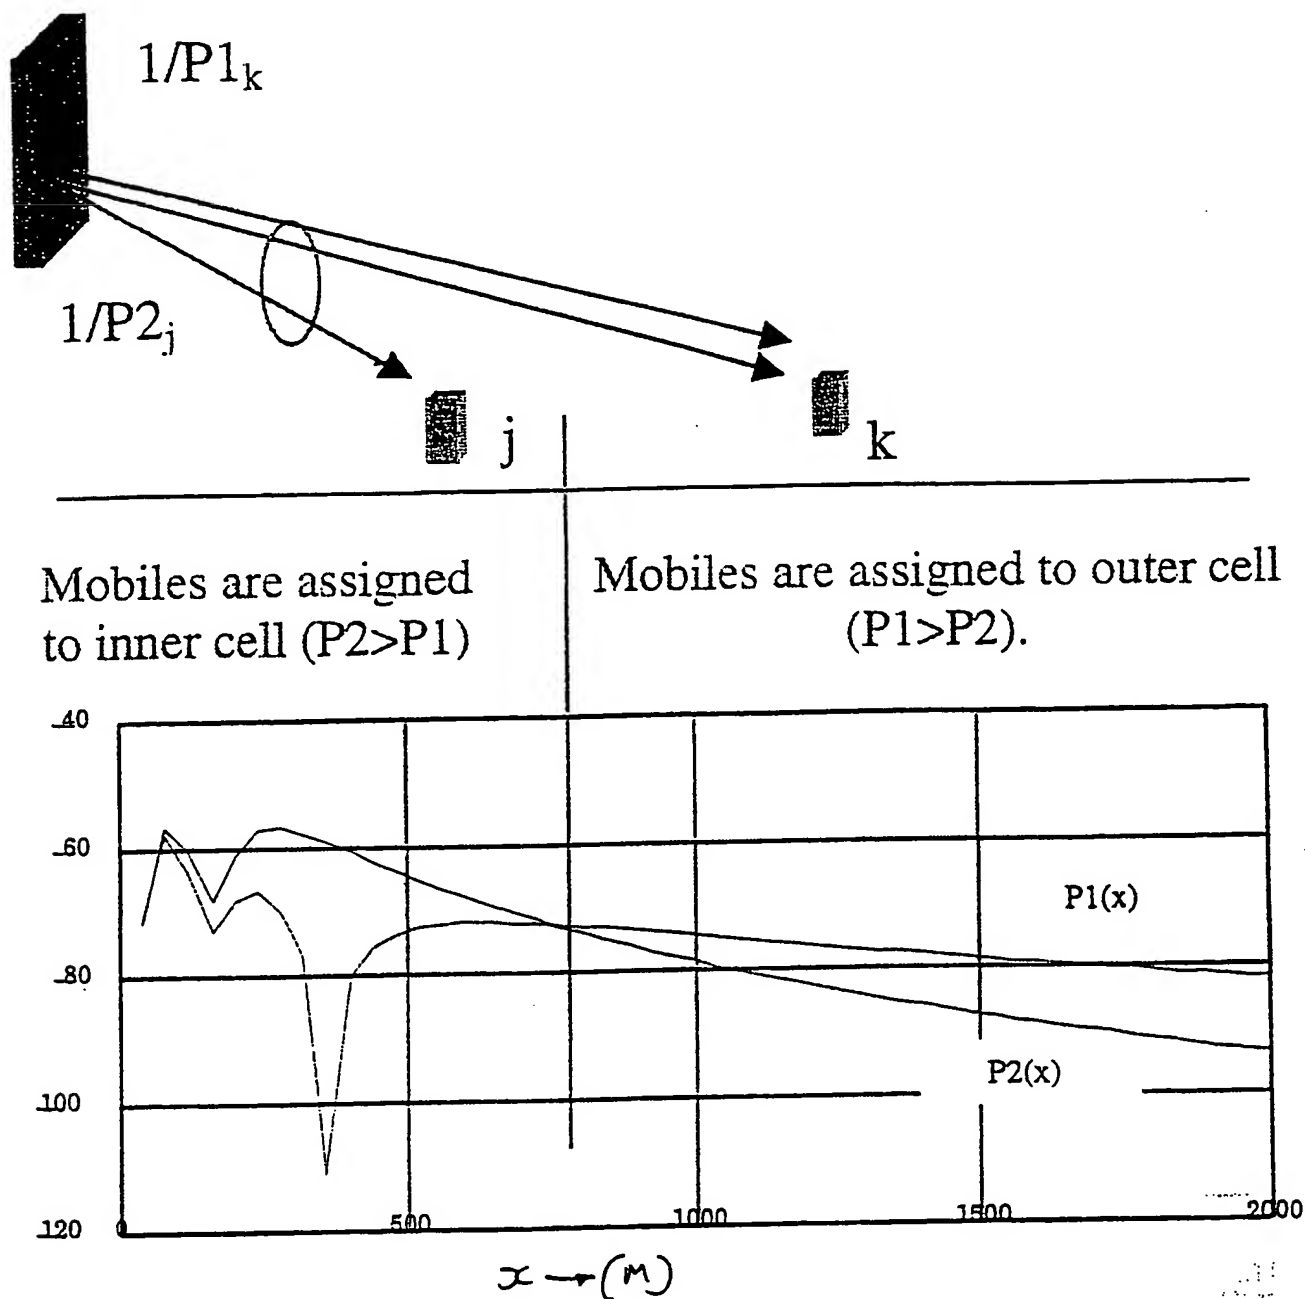 1/P1k
1/P2j
j
k
Mobiles are assigned
to inner cell (P2>P1)
Mobiles are assigned to outer cell
(P1>P2).
-40
-60
-80
-100
-120
P1(x)
P2(x)
0
500
1000
1500
2000
x → (M)